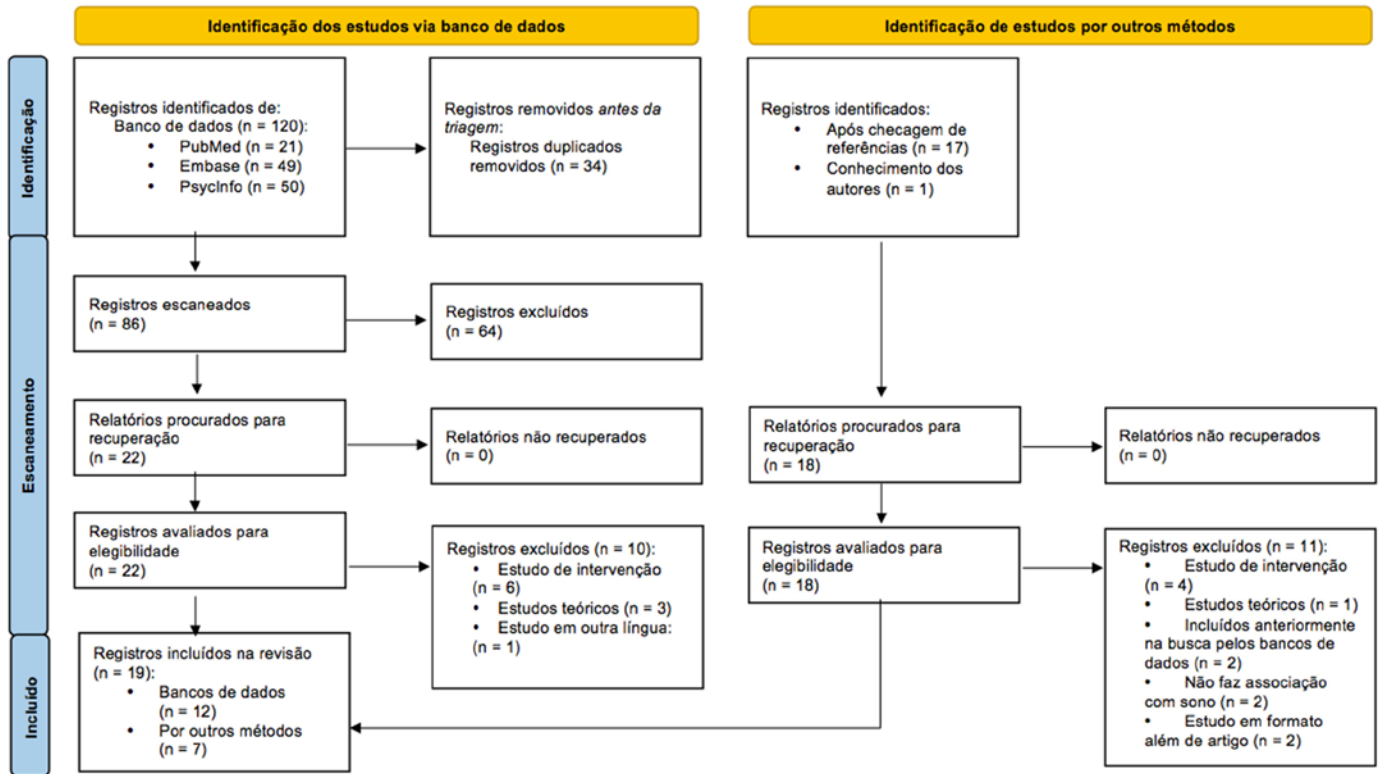 Identificação dos estudos via banco de dados
Identificação de estudos por outros métodos
Identificação
Registros identificados de:
Banco de dados (n = 120):
• PubMed (n = 21)
• Embase (n = 49)
• PsycInfo (n = 50)
Registros removidos antes da
triagem:
Registros duplicados
removidos (n = 34)
Registros identificados:
• Após checagem de
referências (n = 17)
• Conhecimento dos
autores (n = 1)
Escaneamento
Registros escaneados
(n = 86)
Registros excluídos
(n = 64)
Relatórios procurados para
recuperação
(n = 22)
Relatórios não recuperados
(n = 0)
Relatórios procurados para
recuperação
(n = 18)
Relatórios não recuperados
(n = 0)
Registros avaliados para
elegibilidade
(n = 22)
Registros excluídos (n = 10):
• Estudo de intervenção
(n = 6)
• Estudos teóricos (n = 3)
• Estudo em outra língua:
(n = 1)
Registros avaliados para
elegibilidade
(n = 18)
Registros excluídos (n = 11):
• Estudo de intervenção
(n = 4)
• Estudos teóricos (n = 1)
• Incluídos anteriormente
na busca pelos bancos de
dados (n = 2)
• Não faz associação
com sono (n = 2)
• Estudo em formato
além de artigo (n = 2)
Incluído
Registros incluídos na revisão
(n = 19):
• Bancos de dados
(n = 12)
• Por outros métodos
(n = 7)